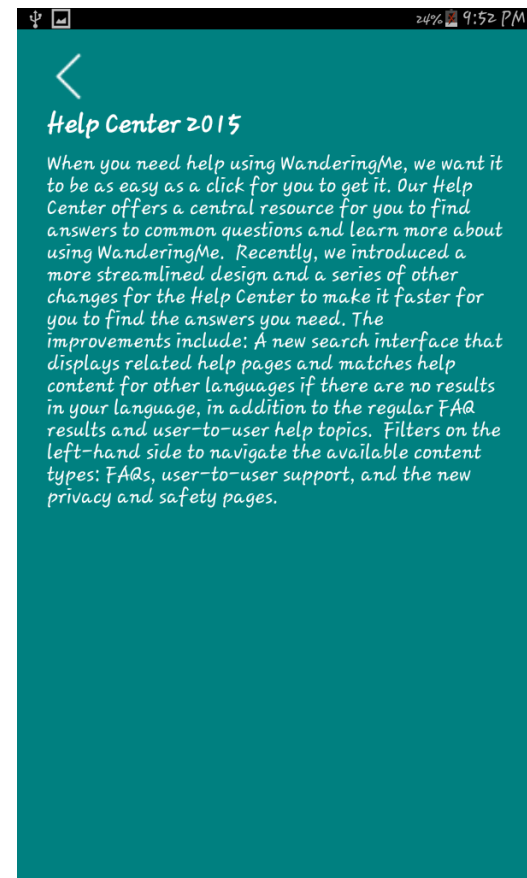 24% 9:52 PM
Help Center 2015
When you need help using WanderingMe, we want it
to be as easy as a click for you to get it. Our Help
Center offers a central resource for you to find
answers to common questions and learn more about
using WanderingMe.  Recently, we introduced a
more streamlined design and a series of other
changes for the Help Center to make it faster for
you to find the answers you need. The
improvements include: A new search interface that
displays related help pages and matches help
content for other languages if there are no results
in your language, in addition to the regular FAQ
results and user-to-user help topics.  Filters on the
left-hand side to navigate the available content
types: FAQs, user-to-user support, and the new
privacy and safety pages.